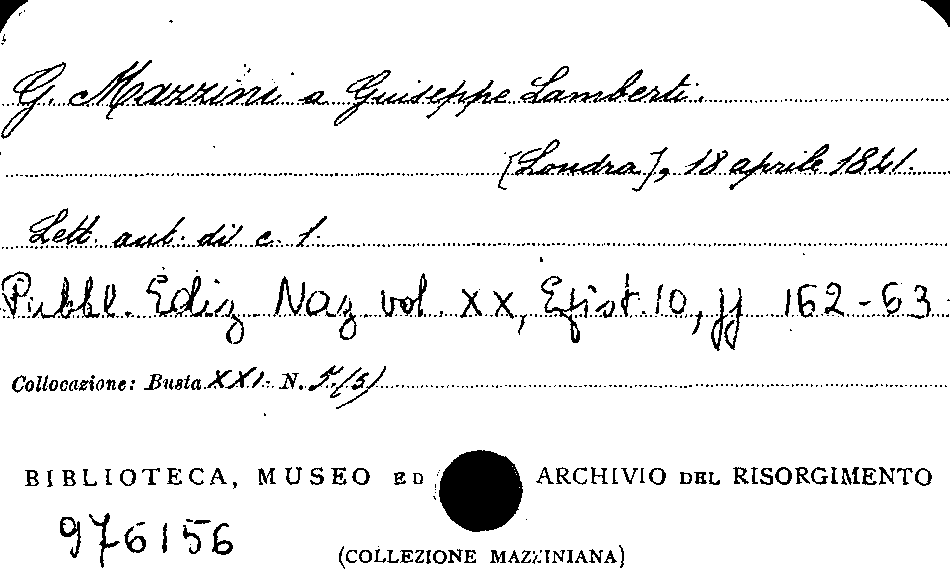 G. Mazzini a Giuseppe Lamberti.
[Londra], 18 aprile 1841.
Lett. aut. di c. 1.
Pubbl. Ediz. Naz. vol. XX, Epist. 10, pp 162-63
Collocazione: Busta XXI. N. 5/(3)
BIBLIOTECA, MUSEO ED ARCHIVIO DEL RISORGIMENTO
976156
(COLLEZIONE MAZZINIANA)